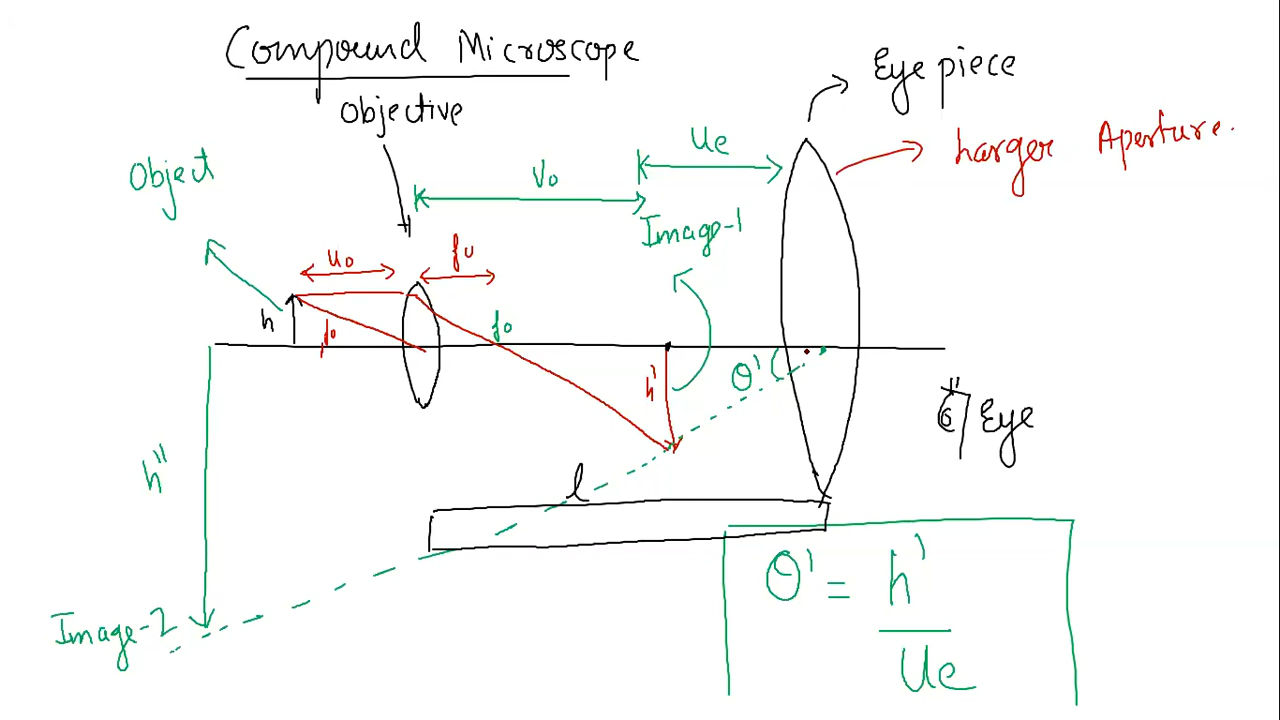 Compound Microscope
Objective
Eye piece
Larger Aperture.
Object
Ue
Vo
Image-1
uo
fo
h
fo
fo
h'
θ'
Eye
h"
l
Image-2
θ' = h'
Ue